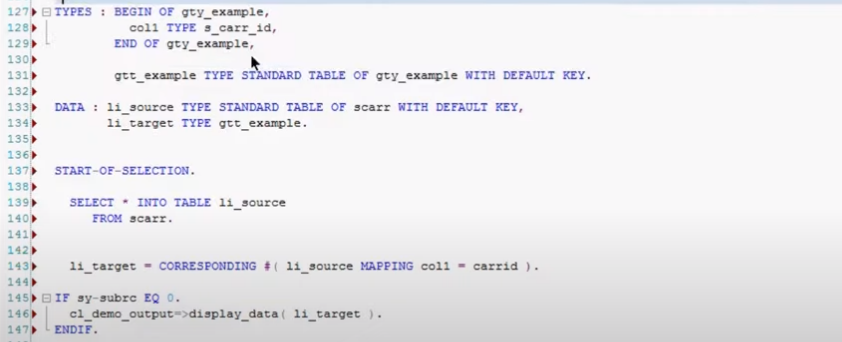 127 TYPES : BEGIN OF gty_example,
128 col1 TYPE s_carr_id,
129 END OF gty_example,
130
131 gtt_example TYPE STANDARD TABLE OF gty_example WITH DEFAULT KEY.
132
133 DATA : li_source TYPE STANDARD TABLE OF scarr WITH DEFAULT KEY,
134 li_target TYPE gtt_example.
135
136
137 START-OF-SELECTION.
138
139 SELECT * INTO TABLE li_source
140 FROM scarr.
141
142
143 li_target = CORRESPONDING #( li_source MAPPING col1 = carrid ).
144
145 IF sy-subrc EQ 0.
146 cl_demo_output=>display_data( li_target ).
147 ENDIF.